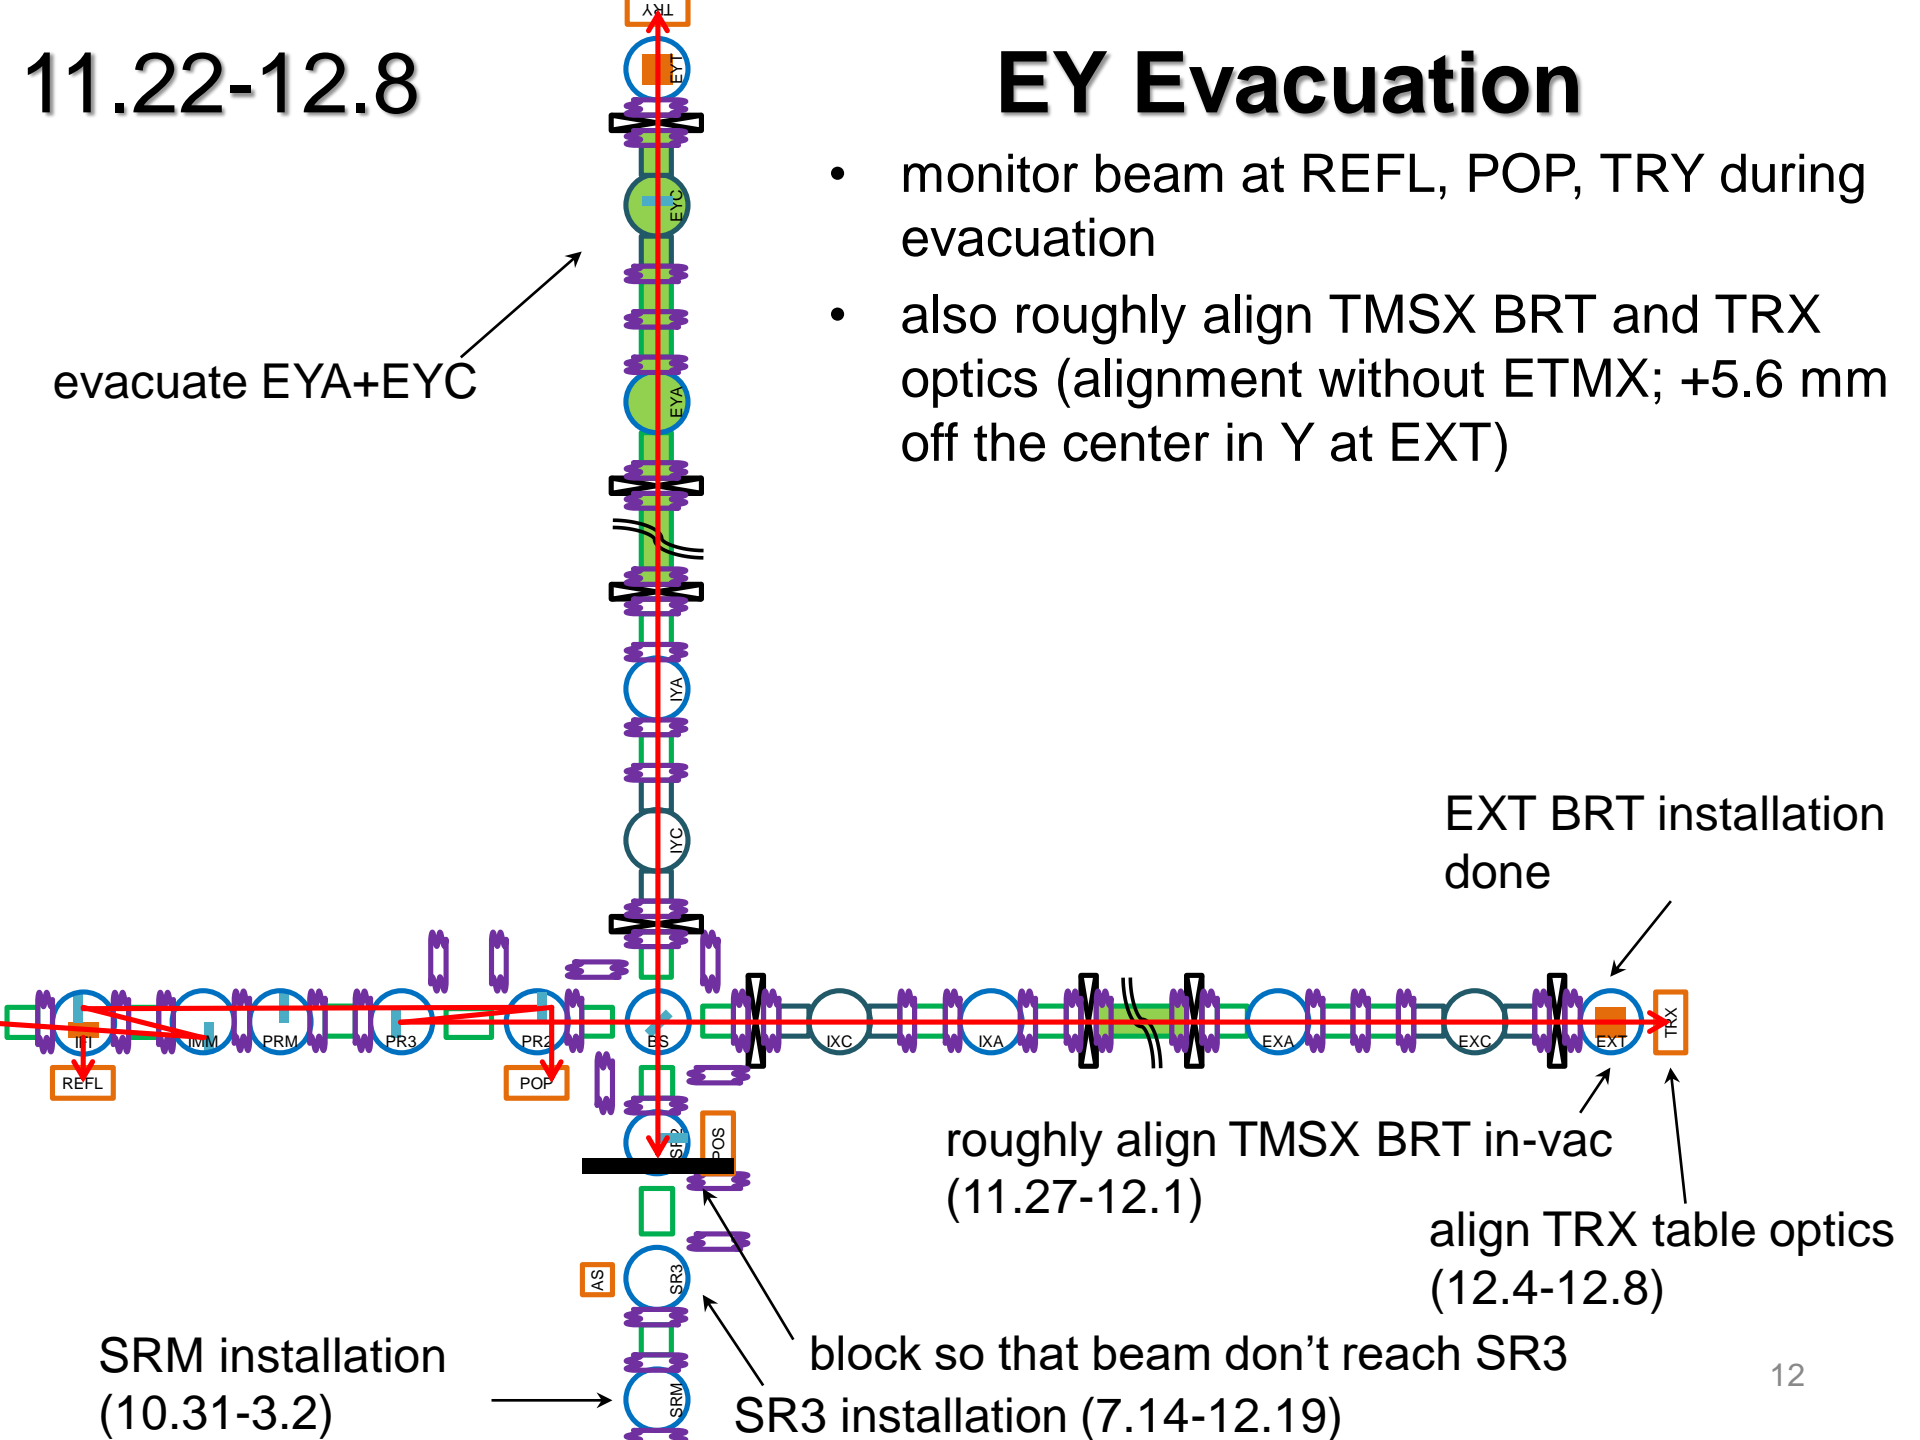 11.22-12.8
EY Evacuation
• monitor beam at REFL, POP, TRY during
evacuation
• also roughly align TMSX BRT and TRX
optics (alignment without ETMX; +5.6 mm
off the center in Y at EXT)
TRY
EYT
EYC
evacuate EYA+EYC
EYA
IYA
IYC
EXT BRT installation
done
IFI
IMM
PRM
PR3
PR2
BS
IXC
IXA
EXA
EXC
EXT
TRX
REFL
POP
SR2
POS
roughly align TMSX BRT in-vac
(11.27-12.1)
align TRX table optics
(12.4-12.8)
AS
SR3
SRM installation
(10.31-3.2)
SRM
block so that beam don't reach SR3
SR3 installation (7.14-12.19)
12